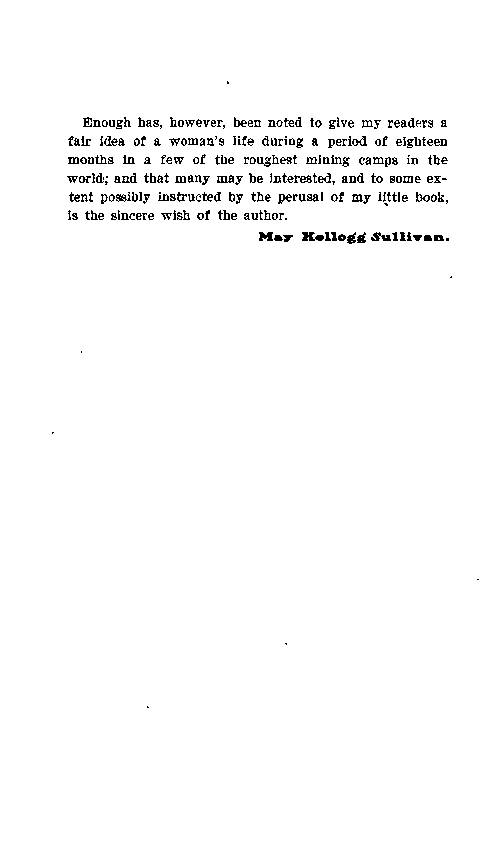 Enough has, however, been noted to give my readers a
fair idea of a woman's life during a period of eighteen
months in a few of the roughest mining camps in the
world; and that many may be interested, and to some ex-
tent possibly instructed by the perusal of my little book,
is the sincere wish of the author.
May Kellogg Sullivan.